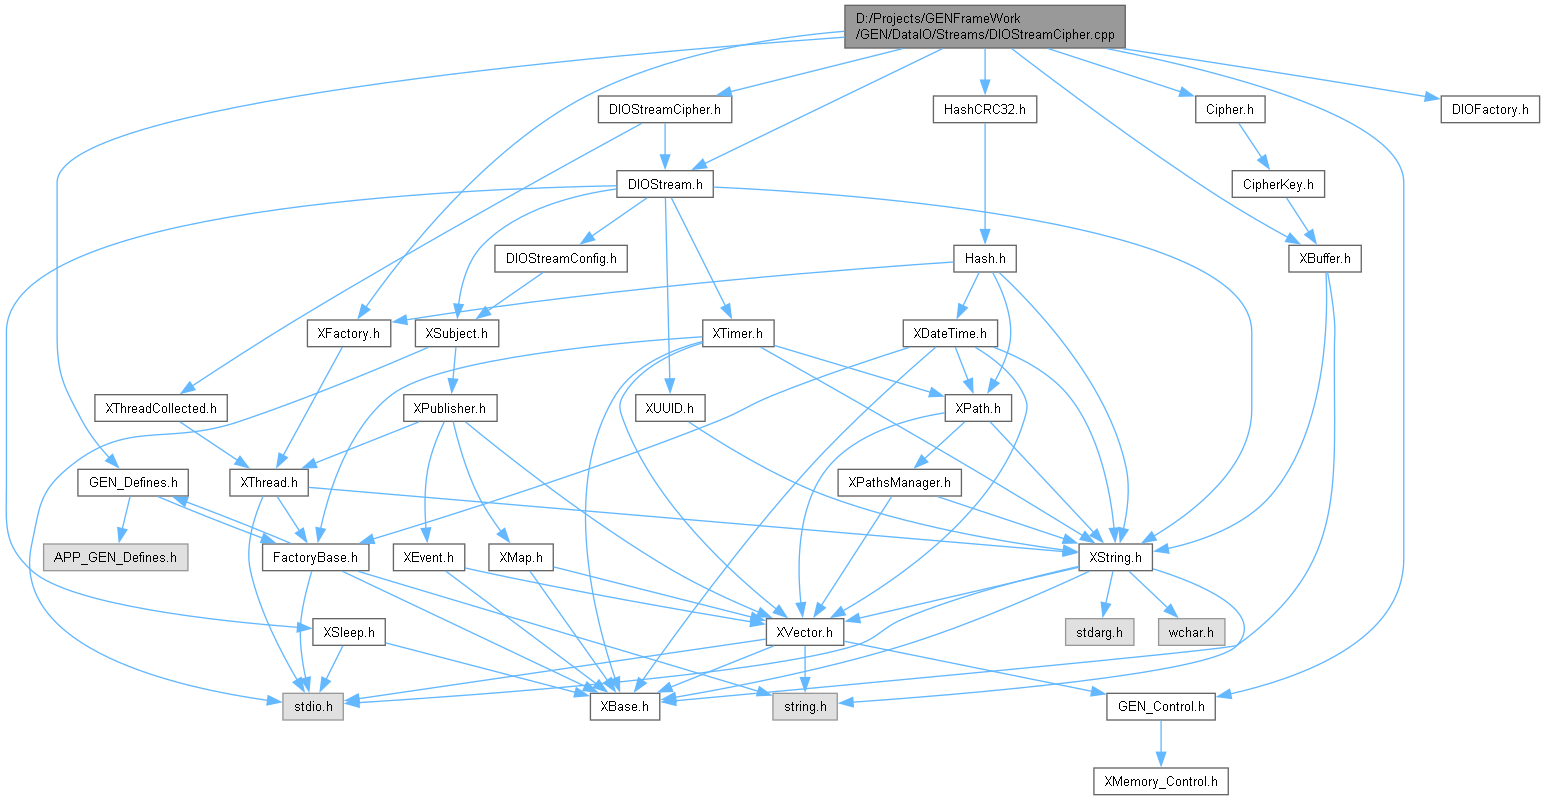 D:/Projects/GENFrameWork
/GEN/DataIO/Streams/DIOStreamCipher.cpp
DIOStreamCipher.h
HashCRC32.h
Cipher.h
DIOFactory.h
DIOStream.h
CipherKey.h
DIOStreamConfig.h
Hash.h
XBuffer.h
XFactory.h
XSubject.h
XTimer.h
XDateTime.h
XThreadCollected.h
XPublisher.h
XUUID.h
XPath.h
GEN_Defines.h
XThread.h
XPathsManager.h
APP_GEN_Defines.h
FactoryBase.h
XEvent.h
XMap.h
XString.h
XSleep.h
XVector.h
stdarg.h
wchar.h
stdio.h
XBase.h
string.h
GEN_Control.h
XMemory_Control.h